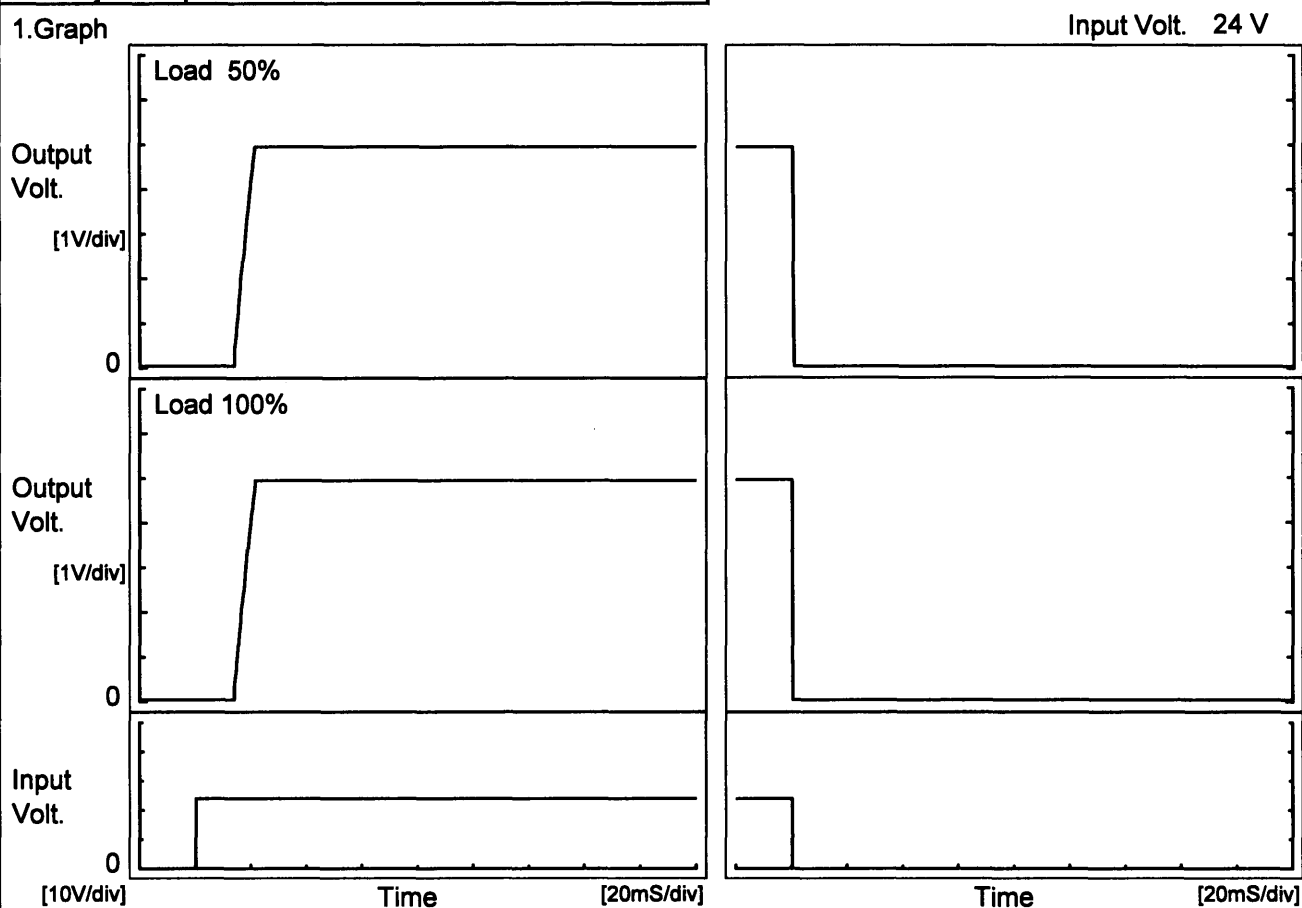 1.Graph
Input Volt. 24 V
Load 50%
Output
Volt.
[1V/div]
0
Load 100%
Output
Volt.
[1V/div]
0
Input
Volt.
0
[10V/div]
Time
[20mS/div]
Time
[20mS/div]